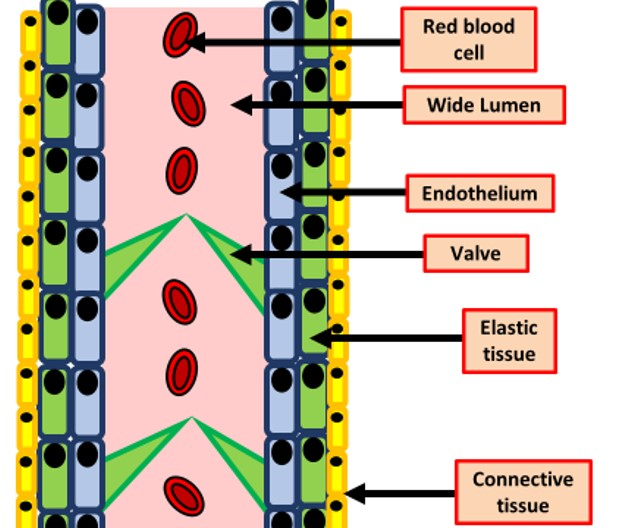 Red blood
cell
Wide Lumen
Endothelium
Valve
Elastic
tissue
Connective
tissue